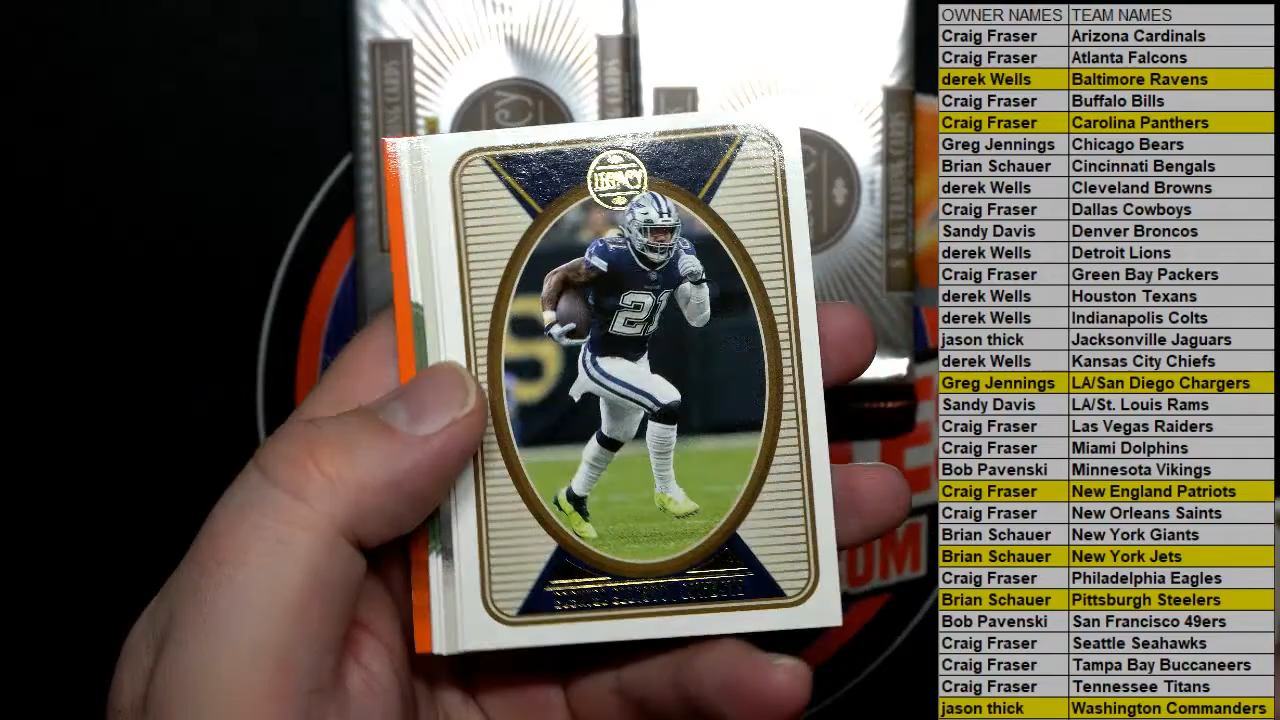 OWNER NAMES TEAM NAMES
Craig Fraser Arizona Cardinals
Craig Fraser Atlanta Falcons
derek Wells Baltimore Ravens
Craig Fraser Buffalo Bills
Craig Fraser Carolina Panthers
Greg Jennings Chicago Bears
Brian Schauer Cincinnati Bengals
derek Wells Cleveland Browns
Craig Fraser Dallas Cowboys
Sandy Davis Denver Broncos
derek Wells Detroit Lions
Craig Fraser Green Bay Packers
derek Wells Houston Texans
derek Wells Indianapolis Colts
jason thick Jacksonville Jaguars
derek Wells Kansas City Chiefs
Greg Jennings LA/San Diego Chargers
Sandy Davis LA/St. Louis Rams
Craig Fraser Las Vegas Raiders
Craig Fraser Miami Dolphins
Bob Pavenski Minnesota Vikings
Craig Fraser New England Patriots
Craig Fraser New Orleans Saints
Brian Schauer New York Giants
Brian Schauer New York Jets
Craig Fraser Philadelphia Eagles
Brian Schauer Pittsburgh Steelers
Bob Pavenski San Francisco 49ers
Craig Fraser Seattle Seahawks
Craig Fraser Tampa Bay Buccaneers
Craig Fraser Tennessee Titans
jason thick Washington Commanders
LEGACY
21